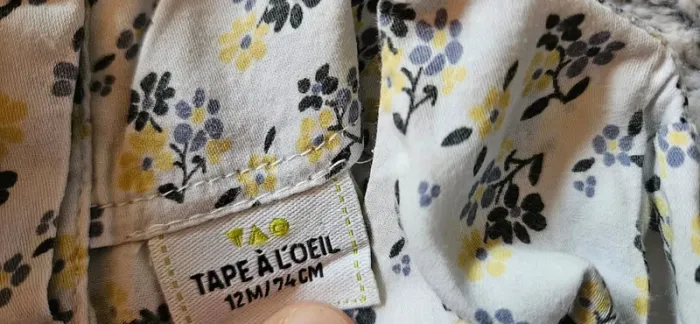 TAO
TAPE À L'OEIL
12M/74CM